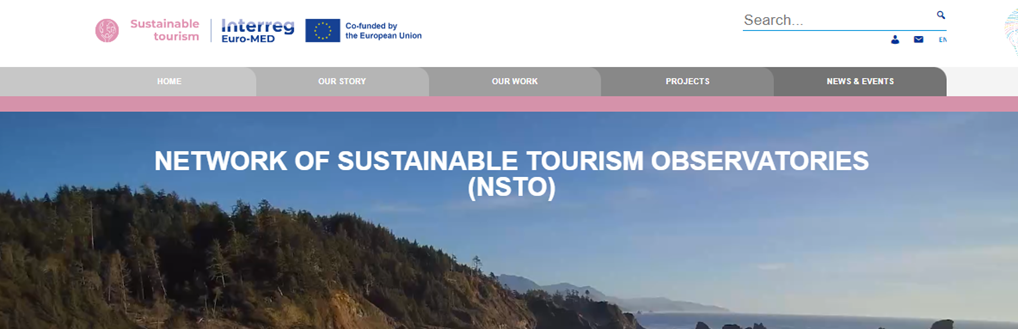 Sustainable
tourism
Interreg
Euro-MED
Co-funded by
the European Union
Search...
EN
HOME
OUR STORY
OUR WORK
PROJECTS
NEWS & EVENTS
NETWORK OF SUSTAINABLE TOURISM OBSERVATORIES
(NSTO)